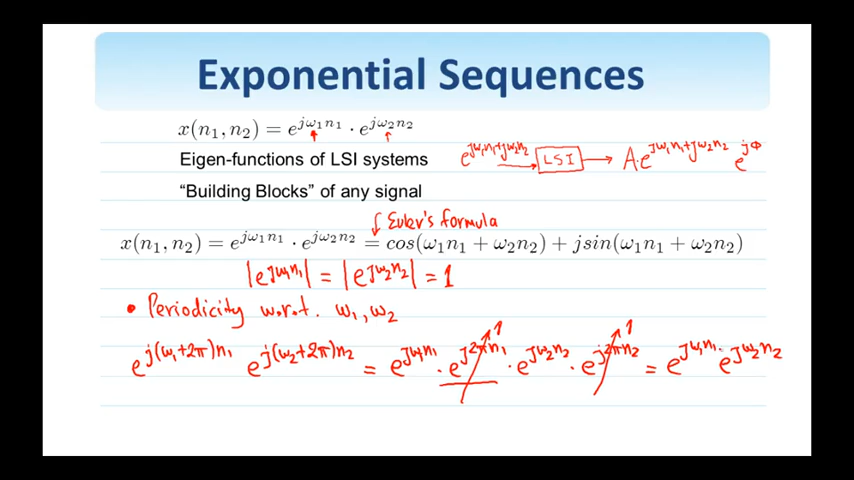 Exponential Sequences
x(n₁, n₂) = e^{jω₁n₁} · e^{jω₂n₂}
Eigen-functions of LSI systems e^{jω₁n₁+jω₂n₂} → LSI → A·e^{jω₁n₁+jω₂n₂} e^{jΦ}
“Building Blocks” of any signal
↓ Euler's formula
x(n₁, n₂) = e^{jω₁n₁} · e^{jω₂n₂} = cos(ω₁n₁ + ω₂n₂) + jsin(ω₁n₁ + ω₂n₂)
|e^{jω₁n₁}| = |e^{jω₂n₂}| = 1
• Periodicity w.r.t. ω₁, ω₂
1 1
e^{j(ω₁+2π)n₁} e^{j(ω₂+2π)n₂} = e^{jω₁n₁} · e^{j2πn₁} · e^{jω₂n₂} · e^{j2πn₂} = e^{jω₁n₁} e^{jω₂n₂}